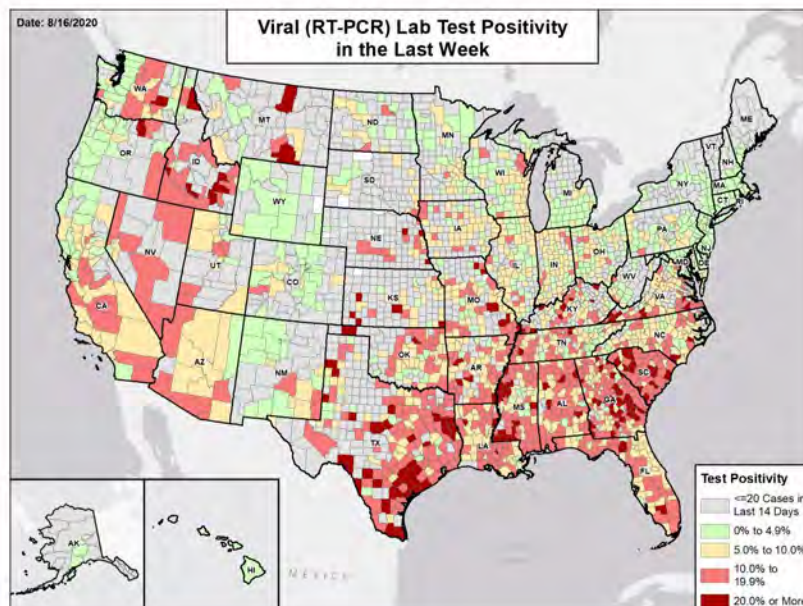 Date: 8/16/2020
Viral (RT-PCR) Lab Test Positivity
in the Last Week
WA
MT
ND
MN
ME
OR
ID
SD
WI
VT
NH
WY
MI
NY
MA
CT
RI
NV
UT
NE
IA
PA
NJ
CO
IL
IN
OH
MD
DE
CA
KS
MO
WV
VA
KY
AZ
NM
OK
AR
TN
NC
SC
MS
AL
GA
TX
LA
FL
AK
HI
MEXICO
Test Positivity
<=20 Cases in
Last 14 Days
0% to 4.9%
5.0% to 10.0%
10.0% to
19.9%
20.0% or More